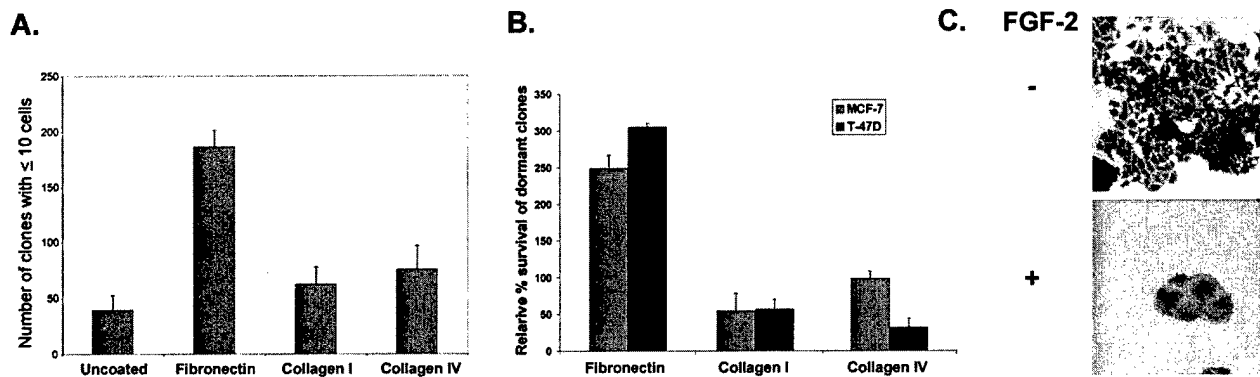 A.
Number of clones with ≤ 10 cells
250
200
150
100
50
0
Uncoated Fibronectin Collagen I Collagen IV
B.
Relarive % survival of dormant clones
350
300
250
200
150
100
50
0
MCF-7
T-47D
Fibronectin Collagen I Collagen IV
C. FGF-2
-
+